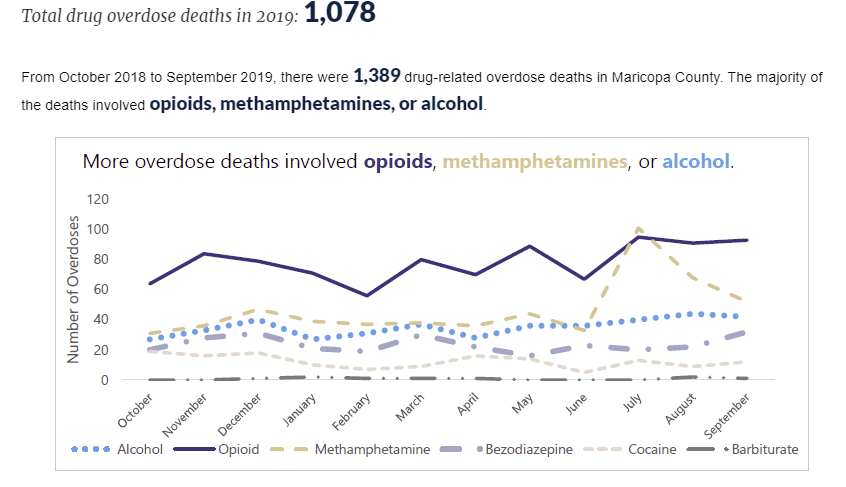 Total drug overdose deaths in 2019: 1,078
From October 2018 to September 2019, there were 1,389 drug-related overdose deaths in Maricopa County. The majority of
the deaths involved opioids, methamphetamines, or alcohol.
More overdose deaths involved opioids, methamphetamines, or alcohol.
Number of Overdoses
120
100
80
60
40
20
0
October
November
December
January
February
March
April
May
June
July
August
September
Alcohol
Opioid
Methamphetamine
Bezodiazepine
Cocaine
Barbiturate